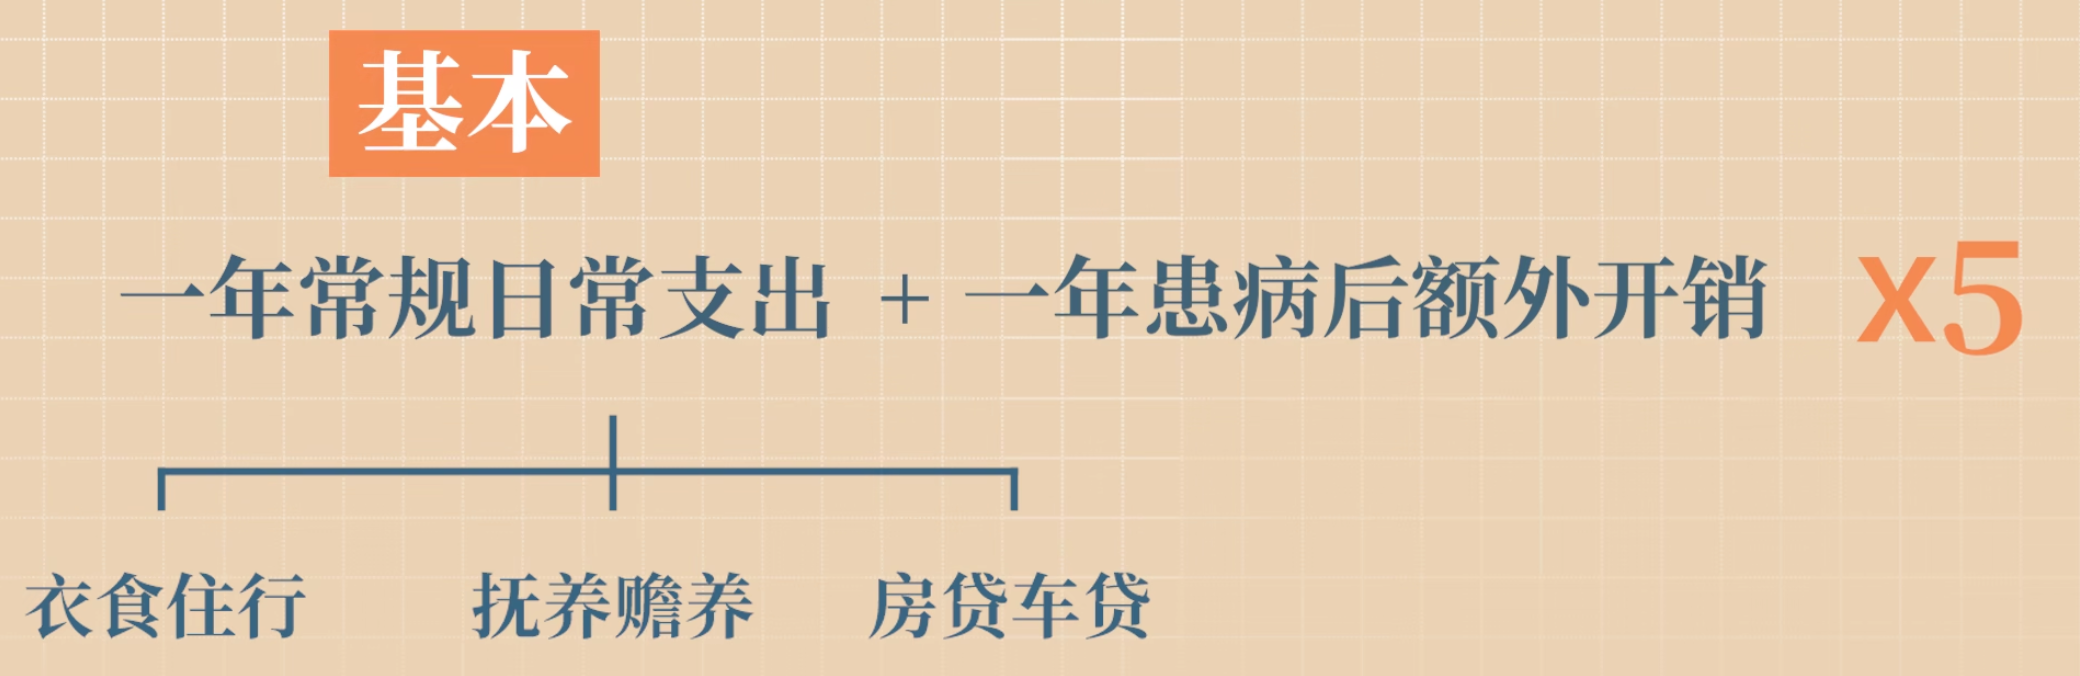 基本
一年常规日常支出 + 一年患病后额外开销 x5
衣食住行 抚养赡养 房贷车贷